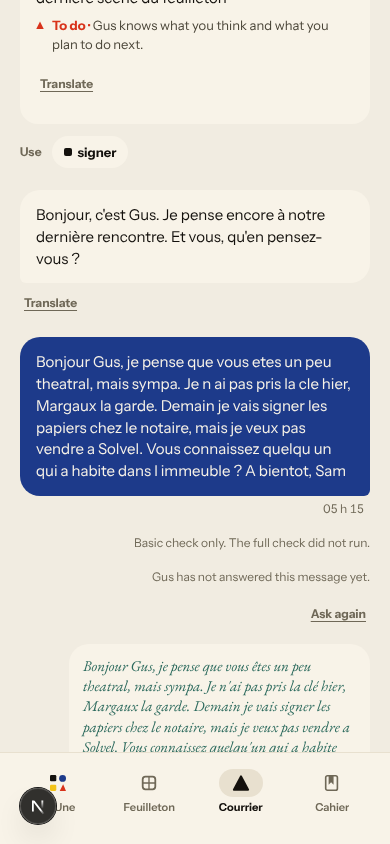 dernière scène du feuilleton
▲ To do · Gus knows what you think and what you
plan to do next.
Translate
Use ■ signer
Bonjour, c'est Gus. Je pense encore à notre
dernière rencontre. Et vous, qu'en pensez-
vous ?
Translate
Bonjour Gus, je pense que vous etes un peu
theatral, mais sympa. Je n ai pas pris la cle hier,
Margaux la garde. Demain je vais signer les
papiers chez le notaire, mais je veux pas
vendre a Solvel. Vous connaissez quelqu un
qui a habite dans l immeuble ? A bientot, Sam
05 h 15
Basic check only. The full check did not run.
Gus has not answered this message yet.
Ask again
Bonjour Gus, je pense que vous êtes un peu
theatral, mais sympa. Je n'ai pas pris la clé hier,
Margaux la garde. Demain je vais signer les
papiers chez le notaire, mais je veux pas vendre a
Solvel. Vous connaissez quelqu'un qui a habite
N Une Feuilleton Courrier Cahier